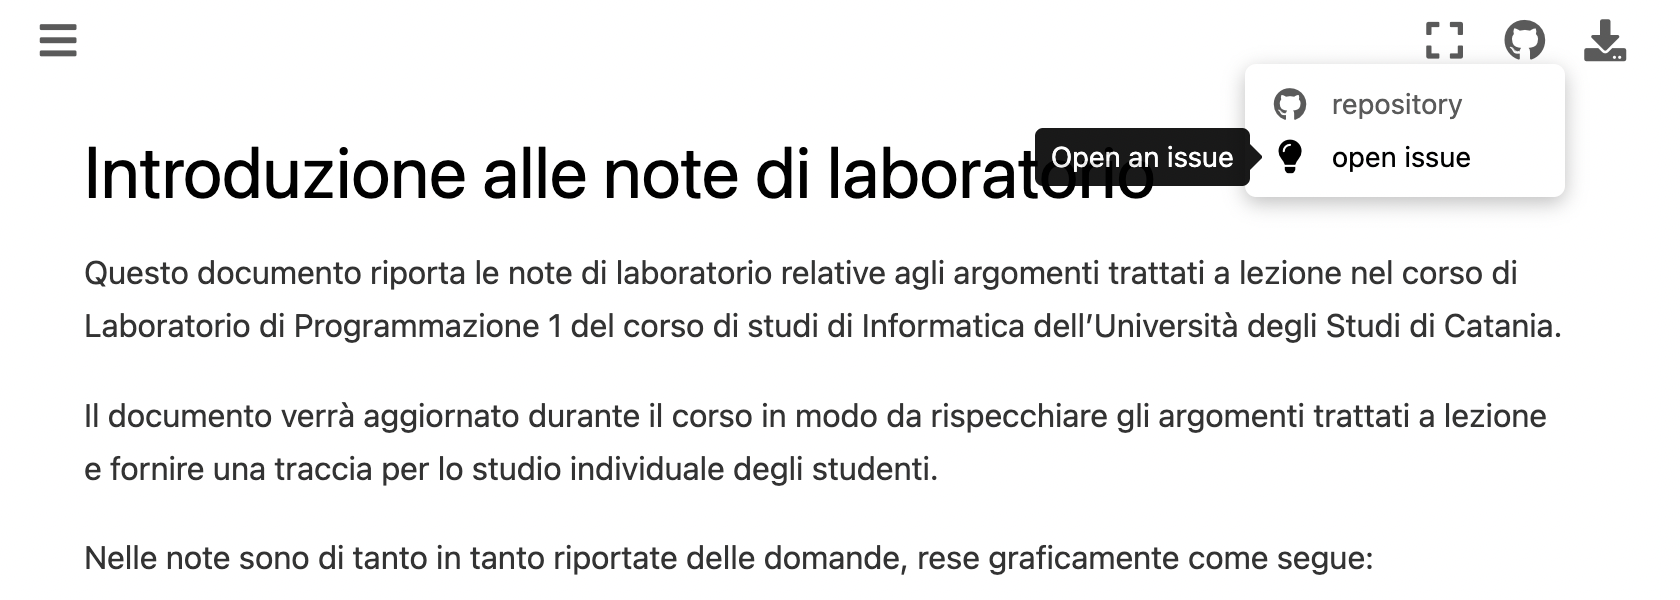 repository
Open an issue
open issue
Introduzione alle note di laboratorio
Questo documento riporta le note di laboratorio relative agli argomenti trattati a lezione nel corso di
Laboratorio di Programmazione 1 del corso di studi di Informatica dell’Università degli Studi di Catania.
Il documento verrà aggiornato durante il corso in modo da rispecchiare gli argomenti trattati a lezione
e fornire una traccia per lo studio individuale degli studenti.
Nelle note sono di tanto in tanto riportate delle domande, rese graficamente come segue: